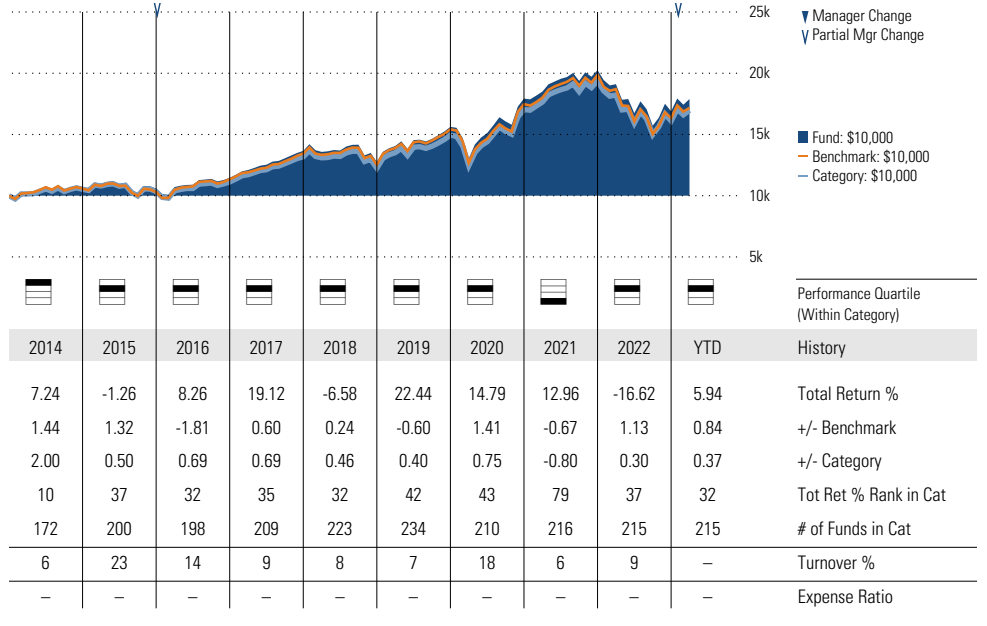 25k
20k
15k
10k
5k
Manager Change
Partial Mgr Change
Fund: $10,000
Benchmark: $10,000
Category: $10,000
Performance Quartile
(Within Category)
2014 2015 2016 2017 2018 2019 2020 2021 2022 YTD History
7.24 -1.26 8.26 19.12 -6.58 22.44 14.79 12.96 -16.62 5.94 Total Return %
1.44 1.32 -1.81 0.60 0.24 -0.60 1.41 -0.67 1.13 0.84 +/- Benchmark
2.00 0.50 0.69 0.69 0.46 0.40 0.75 -0.80 0.30 0.37 +/- Category
10 37 32 35 32 42 43 79 37 32 Tot Ret % Rank in Cat
172 200 198 209 223 234 210 216 215 215 # of Funds in Cat
6 23 14 9 8 7 18 6 9 – Turnover %
– – – – – – – – – – Expense Ratio